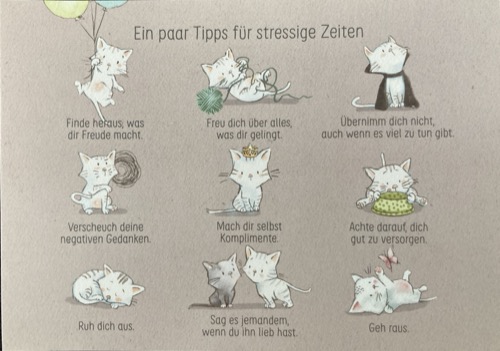 Ein paar Tipps für stressige Zeiten
Finde heraus, was
dir Freude macht.
Freu dich über alles,
was dir gelingt.
Übernimm dich nicht,
auch wenn es viel zu tun gibt.
Verscheuch deine
negativen Gedanken.
Mach dir selbst
Komplimente.
Achte darauf, dich
gut zu versorgen.
Ruh dich aus.
Sag es jemandem,
wenn du ihn lieb hast.
Geh raus.